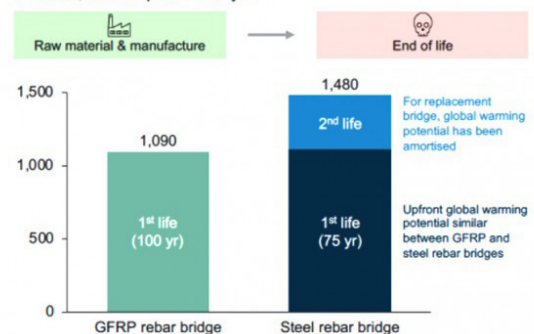 Raw material & manufacture
End of life
1,500
1,000
500
0
1,090
1st life
(100 yr)
GFRP rebar bridge
1,480
2nd life
1st life
(75 yr)
Steel rebar bridge
For replacement
bridge, global warming
potential has been
amortised
Upfront global warming
potential similar
between GFRP and
steel rebar bridges